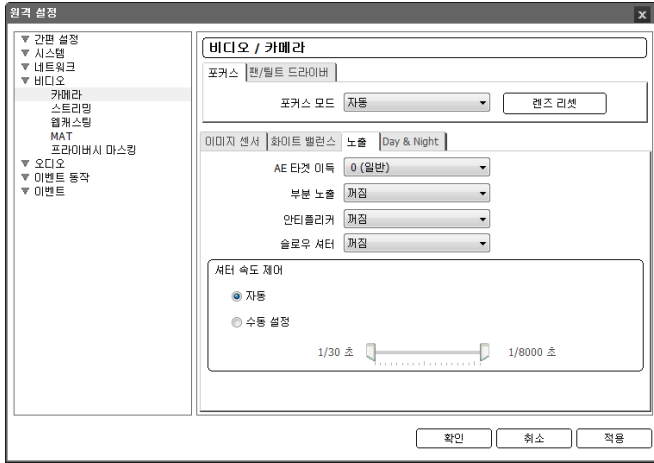 원격 설정
x
간편 설정
시스템
네트워크
비디오
카메라
스트리밍
웹캐스팅
MAT
프라이버시 마스킹
오디오
이벤트 동작
이벤트
비디오 / 카메라
포커스 팬/틸트 드라이버
포커스 모드 자동 렌즈 리셋
이미지 센서 화이트 밸런스 노출 Day & Night
AE 타겟 이득 0 (일반)
부분 노출 꺼짐
안티플리커 꺼짐
슬로우 셔터 꺼짐
셔터 속도 제어
자동
수동 설정
1/30 초 1/8000 초
확인 취소 적용